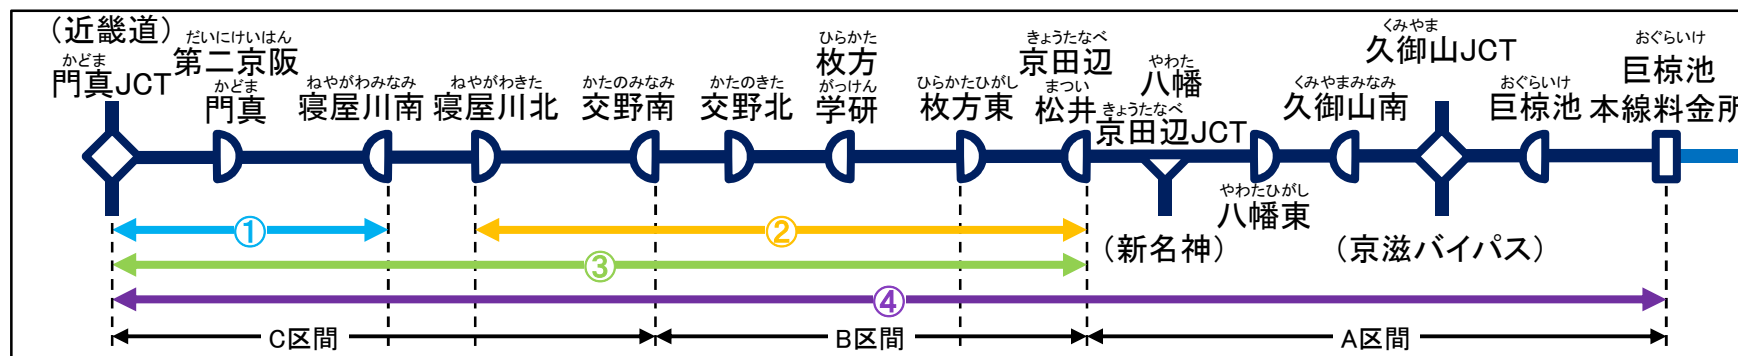 (近畿道)
かどま
門真JCT
だいにけいはん
第二京阪
かどま
門真
ねやがわみなみ
寝屋川南
ねやがわきた
寝屋川北
かたのみなみ
交野南
かたのきた
交野北
ひらかた
枚方
がっけん
学研
ひらかたひがし
枚方東
きょうたなべ
京田辺
まつい
松井
やわた
八幡
きょうたなべ
京田辺JCT
(新名神)
やわたひがし
八幡東
くみやまみなみ
久御山南
くみやま
久御山JCT
(京滋バイパス)
おぐらいけ
巨椋池
おぐらいけ
巨椋池
本線料金所
①
②
③
④
C区間
B区間
A区間